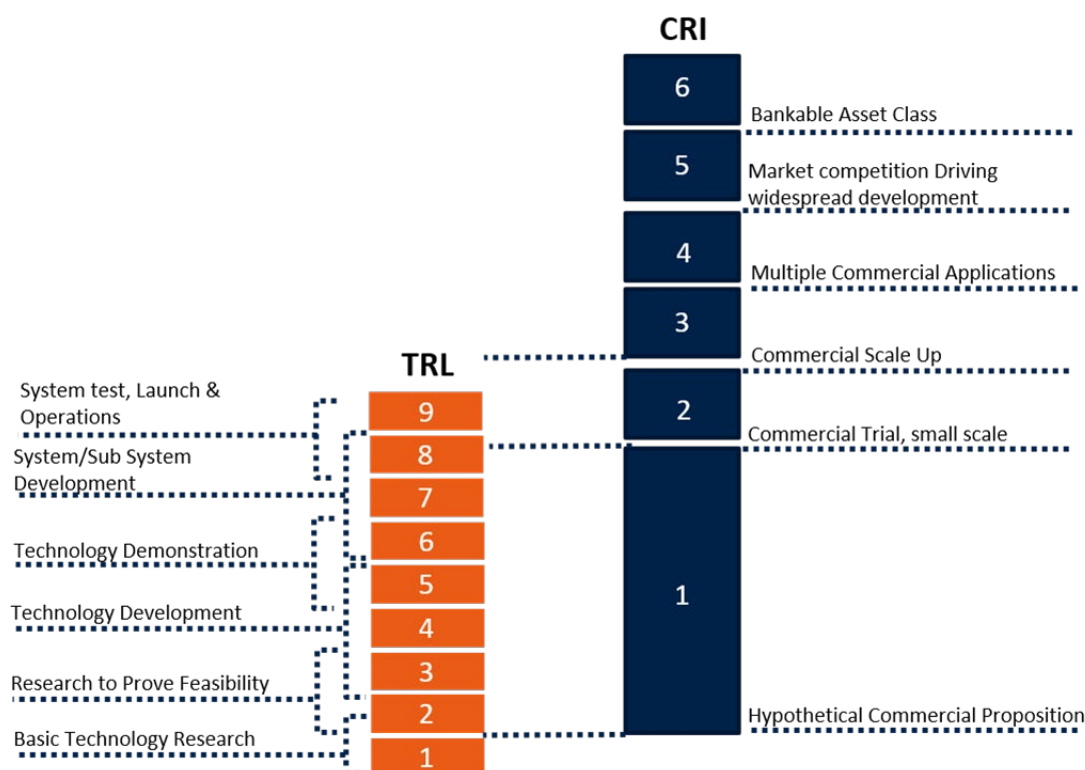 CRI
6
Bankable Asset Class
5
Market competition Driving
widespread development
4
Multiple Commercial Applications
3
Commercial Scale Up
2
Commercial Trial, small scale
1
Hypothetical Commercial Proposition
TRL
System test, Launch &
Operations
System/Sub System
Development
Technology Demonstration
Technology Development
Research to Prove Feasibility
Basic Technology Research
9
8
7
6
5
4
3
2
1